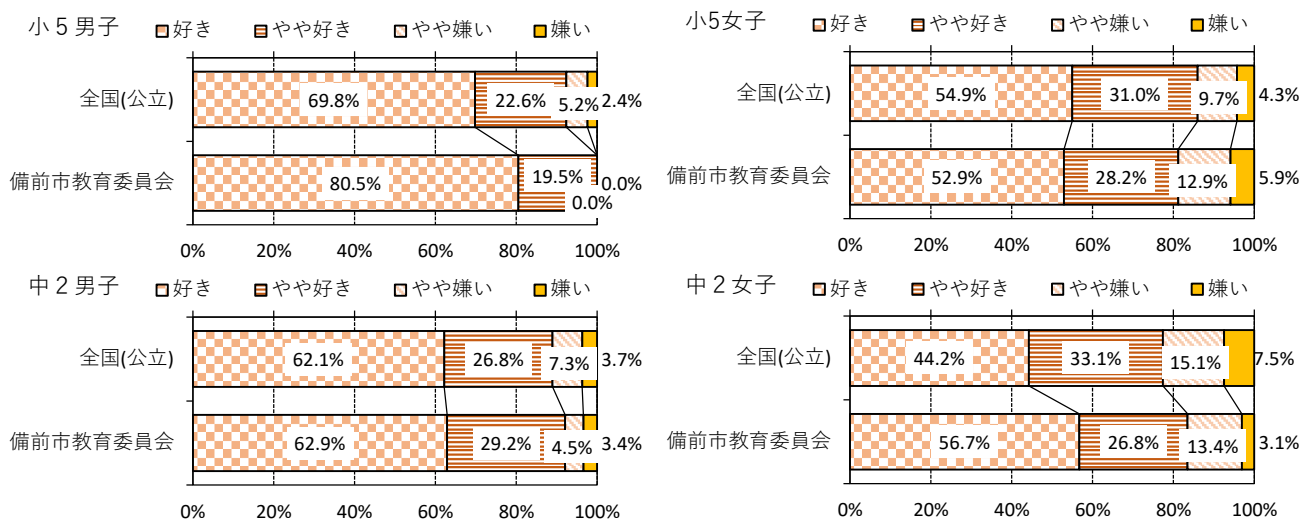 小５男子 好き やや好き やや嫌い 嫌い
全国(公立) 69.8% 22.6% 5.2% 2.4%
備前市教育委員会 80.5% 19.5% 0.0% 0.0%
0% 20% 40% 60% 80% 100%
小5女子 好き やや好き やや嫌い 嫌い
全国(公立) 54.9% 31.0% 9.7% 4.3%
備前市教育委員会 52.9% 28.2% 12.9% 5.9%
0% 20% 40% 60% 80% 100%
中２男子 好き やや好き やや嫌い 嫌い
全国(公立) 62.1% 26.8% 7.3% 3.7%
備前市教育委員会 62.9% 29.2% 4.5% 3.4%
0% 20% 40% 60% 80% 100%
中２女子 好き やや好き やや嫌い 嫌い
全国(公立) 44.2% 33.1% 15.1% 7.5%
備前市教育委員会 56.7% 26.8% 13.4% 3.1%
0% 20% 40% 60% 80% 100%